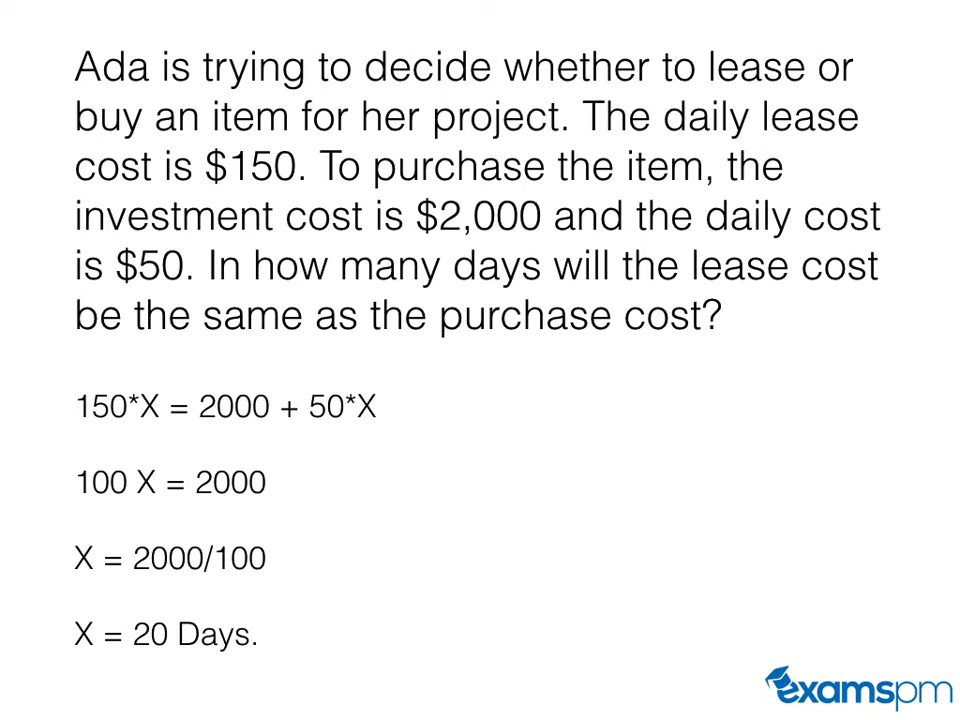 Ada is trying to decide whether to lease or
buy an item for her project. The daily lease
cost is $150. To purchase the item, the
investment cost is $2,000 and the daily cost
is $50. In how many days will the lease cost
be the same as the purchase cost?
150*X = 2000 + 50*X
100 X = 2000
X = 2000/100
X = 20 Days.
examspm